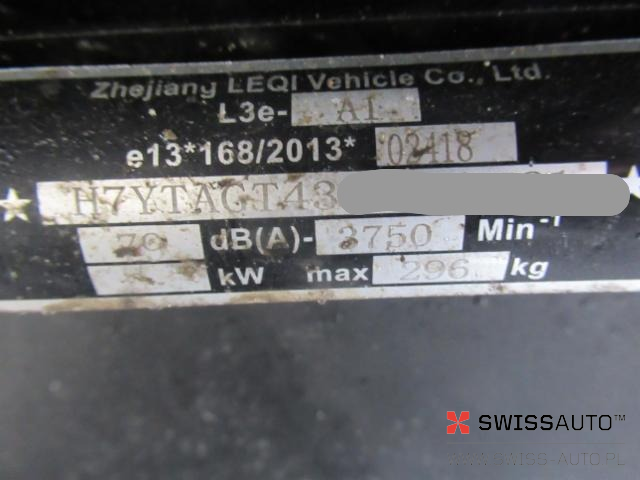 Zhejiang LEQI Vehicle Co., Ltd.
L3e- A1
e13*168/2013* 02418
H7YTACT43
79 dB(A)- 3750 Min-1
kW max 296 kg
SWISSAUTO™